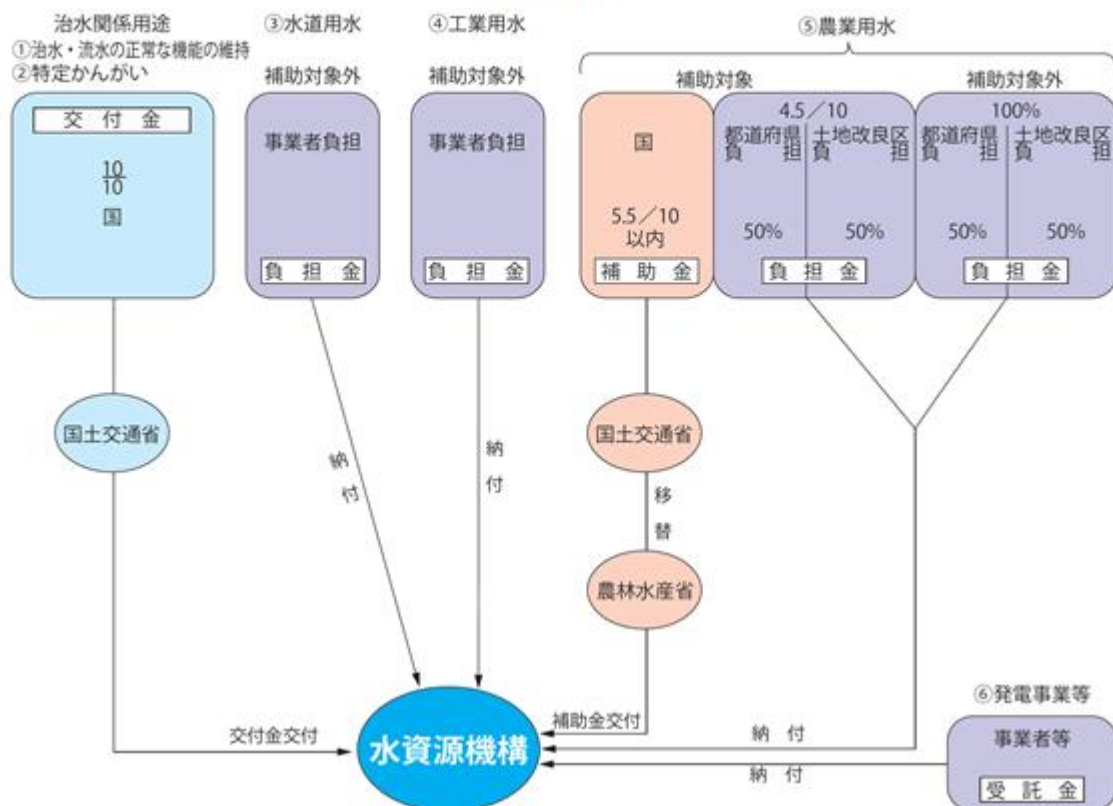 治水関係用途
①治水・流水の正常な機能の維持
②特定かんがい
交付金
10
10
国
国土交通省
交付金交付
③水道用水
補助対象外
事業者負担
負担金
納付
④工業用水
補助対象外
事業者負担
負担金
納付
⑤農業用水
補助対象
国
5.5／10
以内
補助金
国土交通省
移替
農林水産省
補助金交付
4.5／10
都道府県
負担
土地改良区
負担
50%
50%
負担金
補助対象外
100%
都道府県
負担
土地改良区
負担
50%
50%
負担金
納付
⑥発電事業等
事業者等
受託金
納付
水資源機構